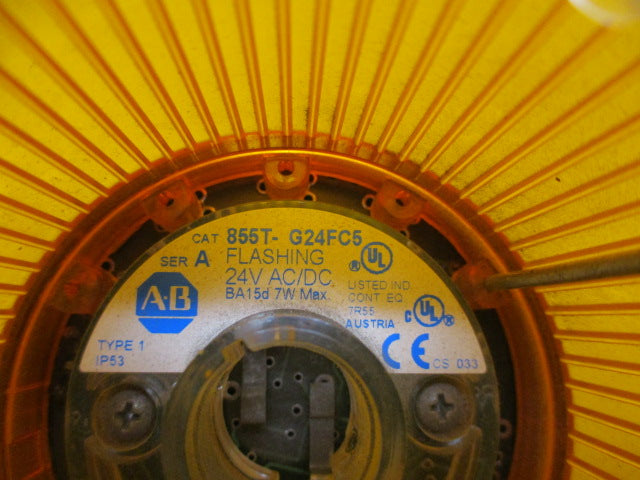 CAT 855T- G24FC5
SER A FLASHING
24V AC/DC
BA15d 7W Max.
A-B
UL ®
LISTED IND.
CONT. EQ.
7R55
AUSTRIA
C UL ®
TYPE 1
IP53
CE CS 033